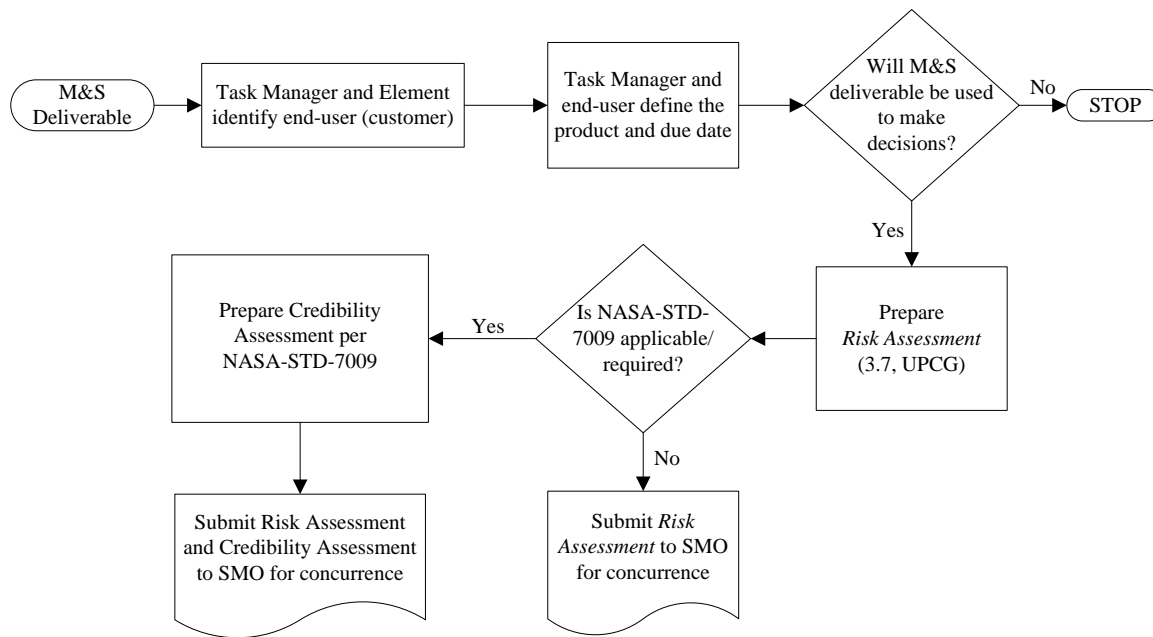 M&S
Deliverable
Task Manager and Element
identify end-user (customer)
Task Manager and
end-user define the
product and due date
Will M&S
deliverable be used
to make
decisions?
No
STOP
Yes
Prepare
Risk Assessment
(3.7, UPCG)
Is NASA-STD-
7009 applicable/
required?
Yes
Prepare Credibility
Assessment per
NASA-STD-7009
No
Submit Risk Assessment
and Credibility Assessment
to SMO for concurrence
Submit Risk
Assessment to SMO
for concurrence